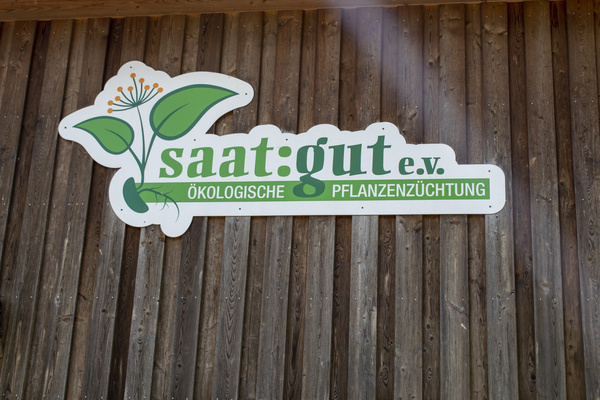 saat:gut e.v.
ÖKOLOGISCHE PFLANZENZÜCHTUNG